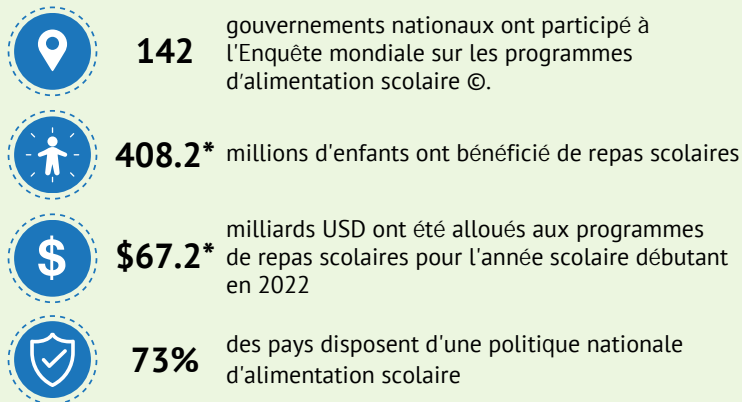 142
gouvernements nationaux ont participé à
l'Enquête mondiale sur les programmes
d'alimentation scolaire ©.
408.2* millions d'enfants ont bénéficié de repas scolaires
$
$67.2*
milliards USD ont été alloués aux programmes
de repas scolaires pour l'année scolaire débutant
en 2022
73%
des pays disposent d'une politique nationale
d'alimentation scolaire